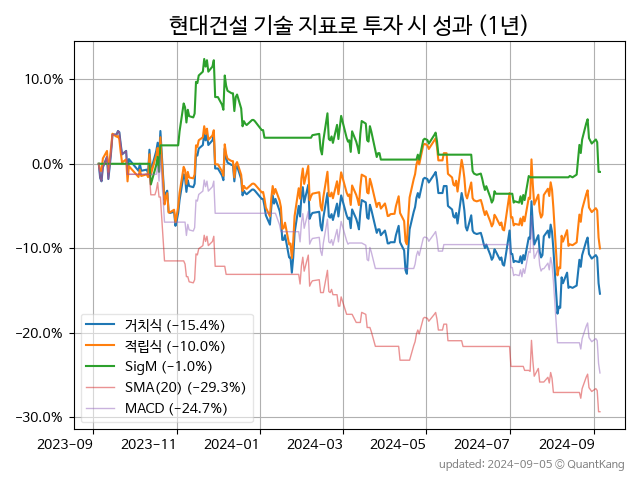 현대건설 기술 지표로 투자 시 성과 (1년)
10.0%
0.0%
−10.0%
−20.0%
−30.0%
거치식 (−15.4%)
적립식 (−10.0%)
SigM (−1.0%)
SMA(20) (−29.3%)
MACD (−24.7%)
2023-09 2023-11 2024-01 2024-03 2024-05 2024-07 2024-09
updated: 2024-09-05 © QuantKang